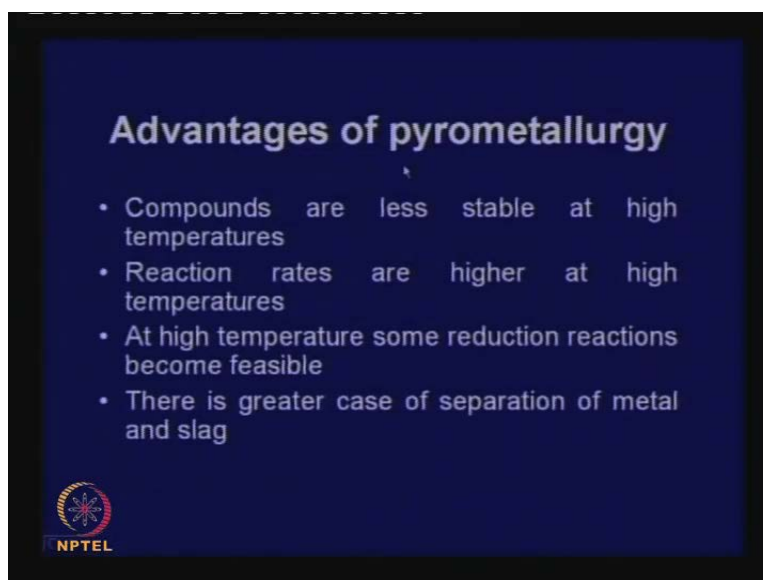 Advantages of pyrometallurgy
• Compounds are less stable at high
temperatures
• Reaction rates are higher at high
temperatures
• At high temperature some reduction reactions
become feasible
• There is greater case of separation of metal
and slag
NPTEL